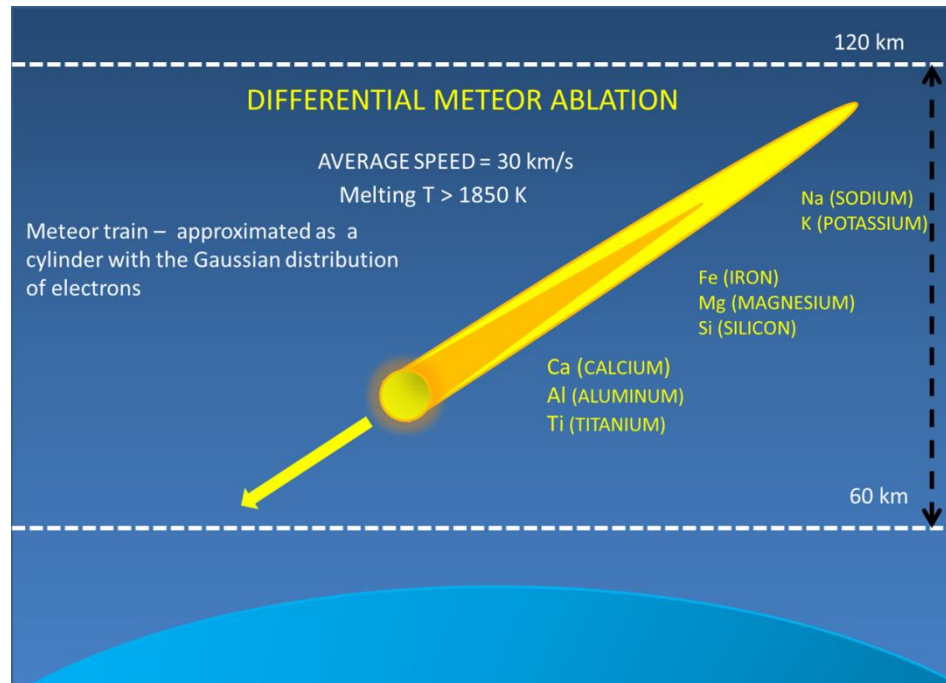 120 km
DIFFERENTIAL METEOR ABLATION
AVERAGE SPEED = 30 km/s
Melting T > 1850 K
Meteor train – approximated as a
cylinder with the Gaussian distribution
of electrons
Na (SODIUM)
K (POTASSIUM)
Fe (IRON)
Mg (MAGNESIUM)
Si (SILICON)
Ca (CALCIUM)
Al (ALUMINUM)
Ti (TITANIUM)
60 km